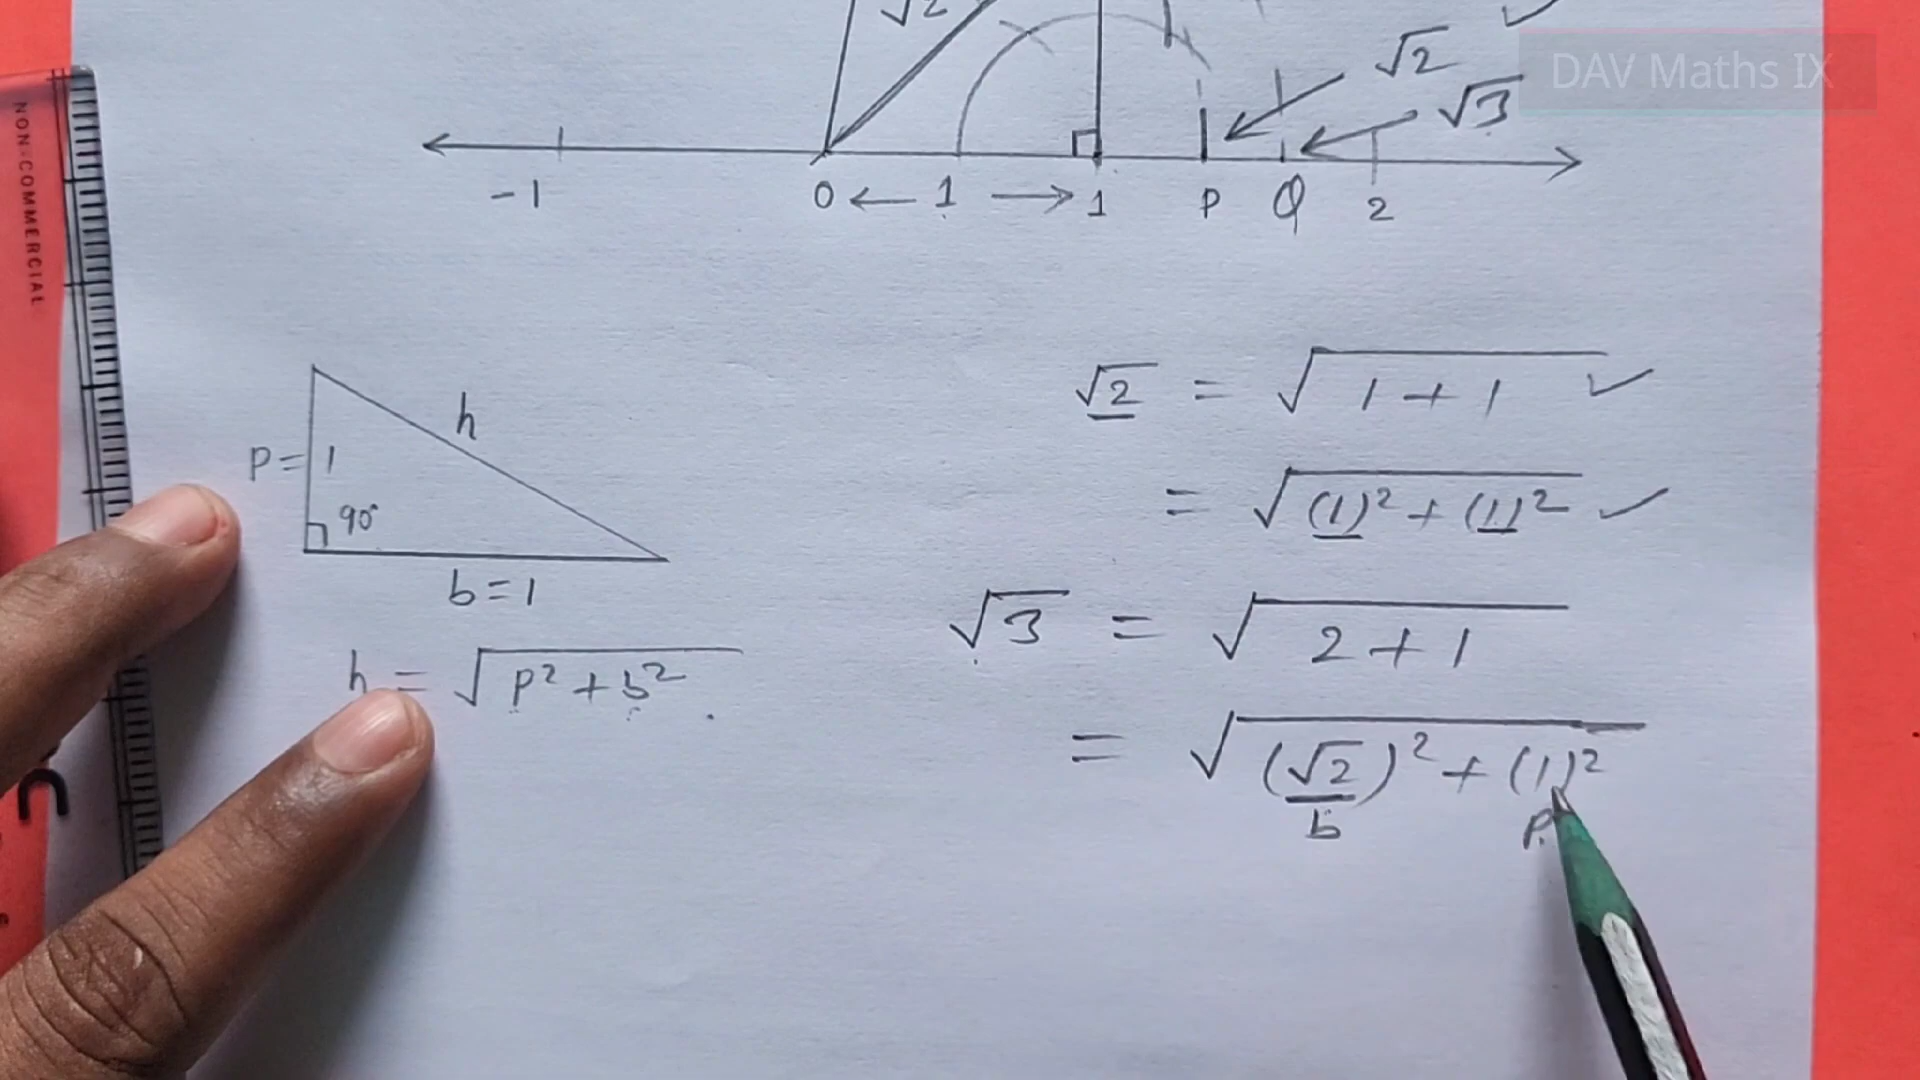 √2
√2
DAV Maths IX
√3
NON-COMMERCIAL
-1 0 ← 1 → 1 P Q 2
√2 = √1 + 1 ✓
h
P = 1
= √(1)² + (1)² ✓
90°
b = 1
√3 = √2 + 1
h = √P² + b²
= √(√2)² + (1)²
b P